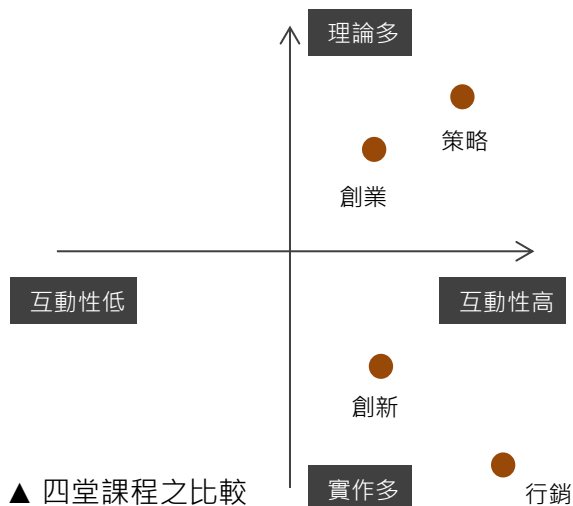 理論多
策略
創業
互動性低
互動性高
創新
▲ 四堂課程之比較
實作多
行銷